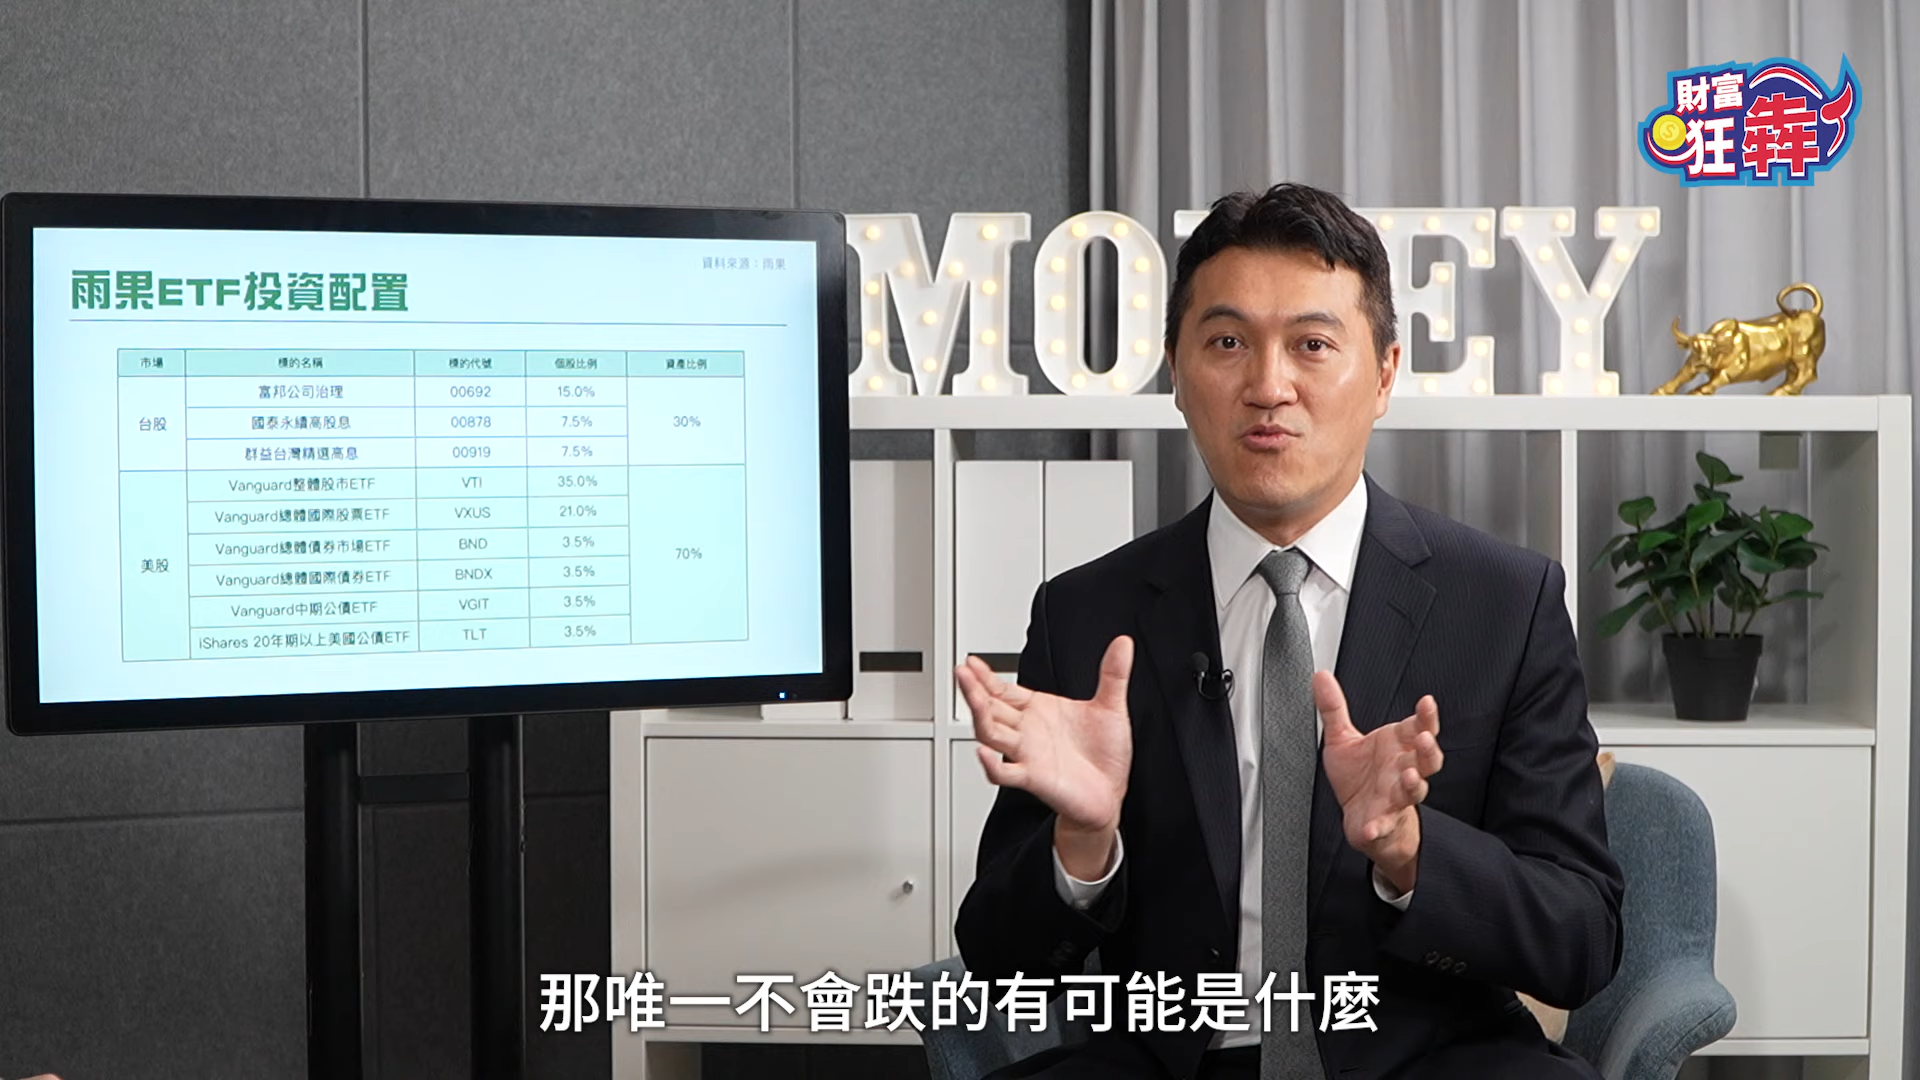 財富
狂犇
MONEY
資料來源：雨果
雨果ETF投資配置
市場 標的名稱 標的代號 個股比例 資產比例
台股 富邦公司治理 00692 15.0% 30%
國泰永續高股息 00878 7.5%
群益台灣精選高息 00919 7.5%
美股 Vanguard整體股市ETF VTI 35.0% 70%
Vanguard總體國際股票ETF VXUS 21.0%
Vanguard總體債券市場ETF BND 3.5%
Vanguard總體國際債券ETF BNDX 3.5%
Vanguard中期公債ETF VGIT 3.5%
iShares 20年期以上美國公債ETF TLT 3.5%
那唯一不會跌的有可能是什麼